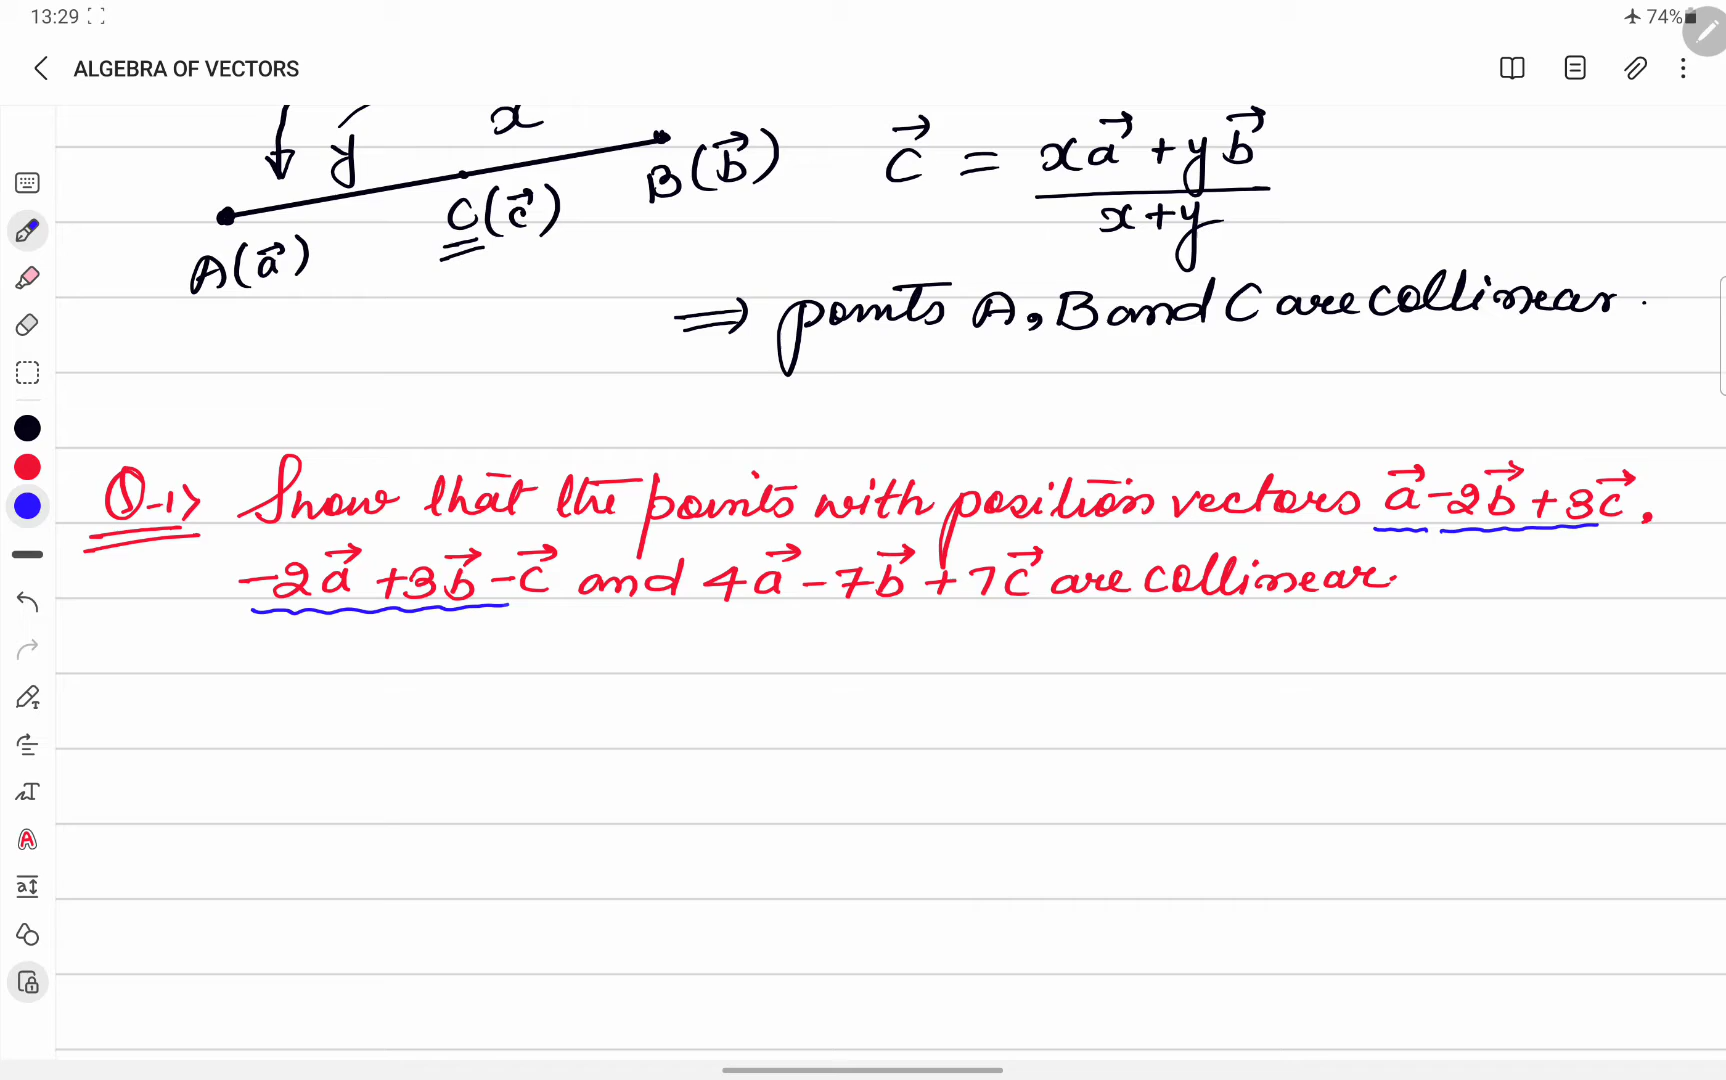 13:29
74%
ALGEBRA OF VECTORS
y x
A(a⃗) C(c⃗) B(b⃗)
c⃗ = (xa⃗ + yb⃗)/(x+y)
⇒ points A, B and C are collinear.
Q-1> Show that the points with position vectors a⃗ - 2b⃗ + 3c⃗,
-2a⃗ + 3b⃗ - c⃗ and 4a⃗ - 7b⃗ + 7c⃗ are collinear.